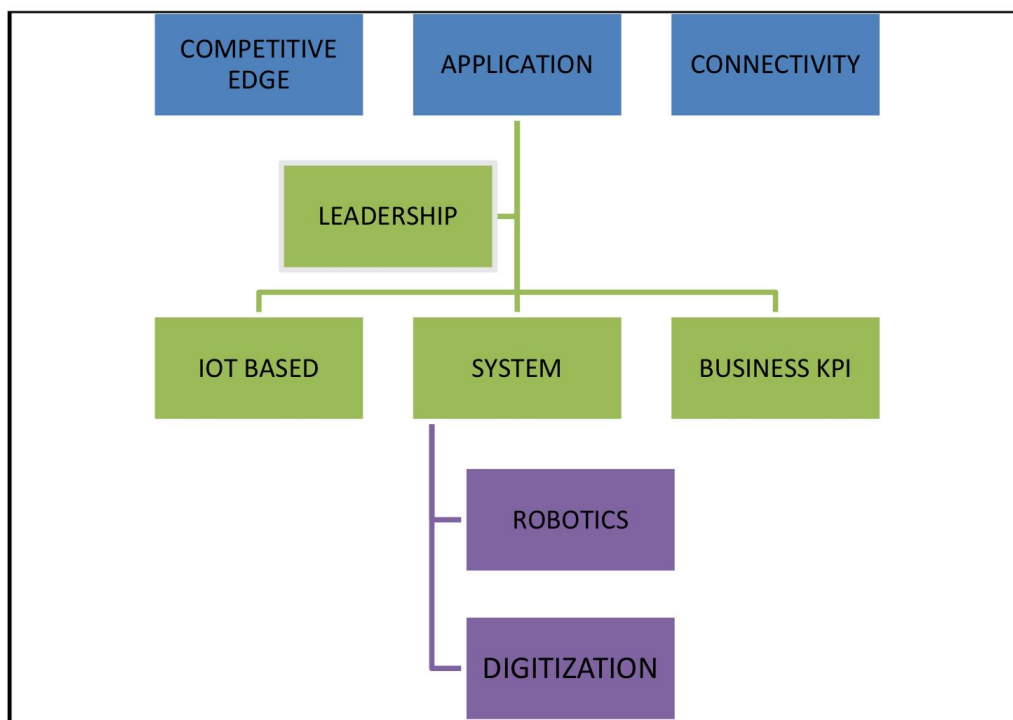 COMPETITIVE
EDGE
APPLICATION
CONNECTIVITY
LEADERSHIP
IOT BASED
SYSTEM
BUSINESS KPI
ROBOTICS
DIGITIZATION